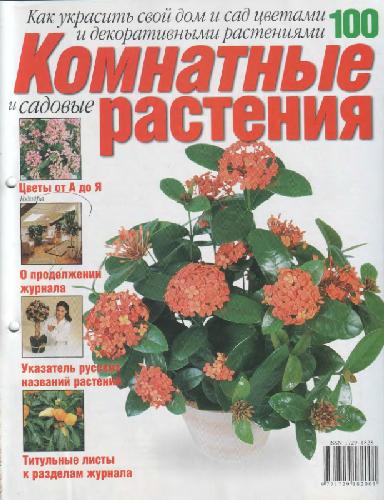 Как украсить свой дом и сад цветами
и декоративными растениями
100
Комнатные
и садовые
растения
Цветы от А до Я
О продолжении
журнала
Указатель русских
названий растений
Титульные листы
к разделам журнала
ISSN